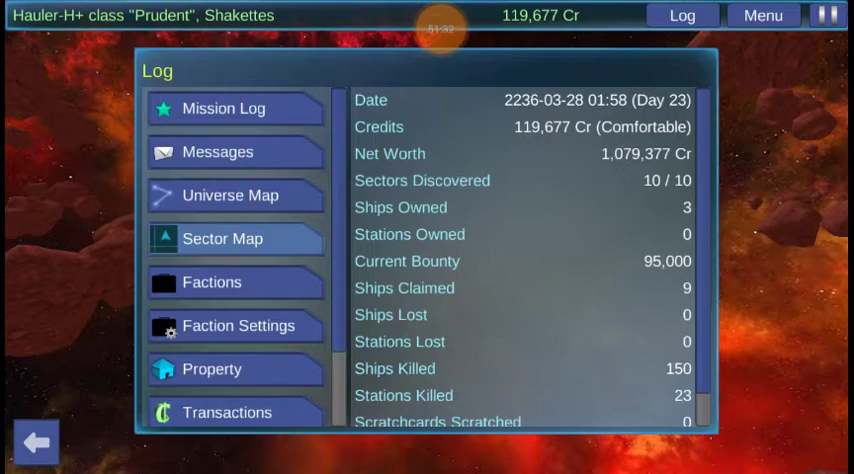 Hauler-H+ class "Prudent", Shakettes 119,677 Cr Log Menu
51:32
Log
Mission Log
Messages
Universe Map
Sector Map
Factions
Faction Settings
Property
Transactions
Date 2236-03-28 01:58 (Day 23)
Credits 119,677 Cr (Comfortable)
Net Worth 1,079,377 Cr
Sectors Discovered 10 / 10
Ships Owned 3
Stations Owned 0
Current Bounty 95,000
Ships Claimed 9
Ships Lost 0
Stations Lost 0
Ships Killed 150
Stations Killed 23
Scratchcards Scratched 0